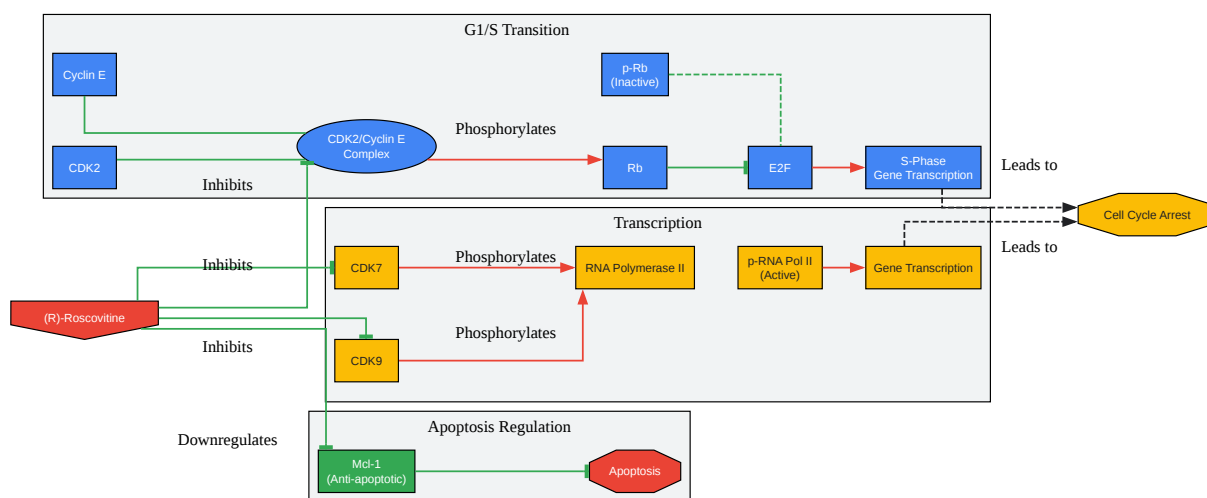 G1/S Transition
Cyclin E
p-Rb
(Inactive)
CDK2/Cyclin E
Complex
Phosphorylates
CDK2
Rb
E2F
S-Phase
Gene Transcription
Leads to
Inhibits
Cell Cycle Arrest
Transcription
Leads to
Inhibits
CDK7
Phosphorylates
RNA Polymerase II
p-RNA Pol II
(Active)
Gene Transcription
(R)-Roscovitine
Inhibits
CDK9
Phosphorylates
Downregulates
Apoptosis Regulation
Mcl-1
(Anti-apoptotic)
Apoptosis